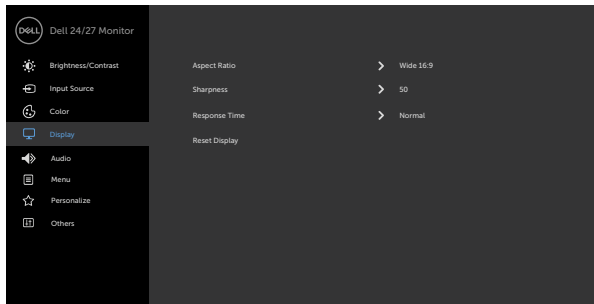 DELL Dell 24/27 Monitor
Brightness/Contrast
Input Source
Color
Display
Audio
Menu
Personalize
Others
Aspect Ratio > Wide 16:9
Sharpness > 50
Response Time > Normal
Reset Display